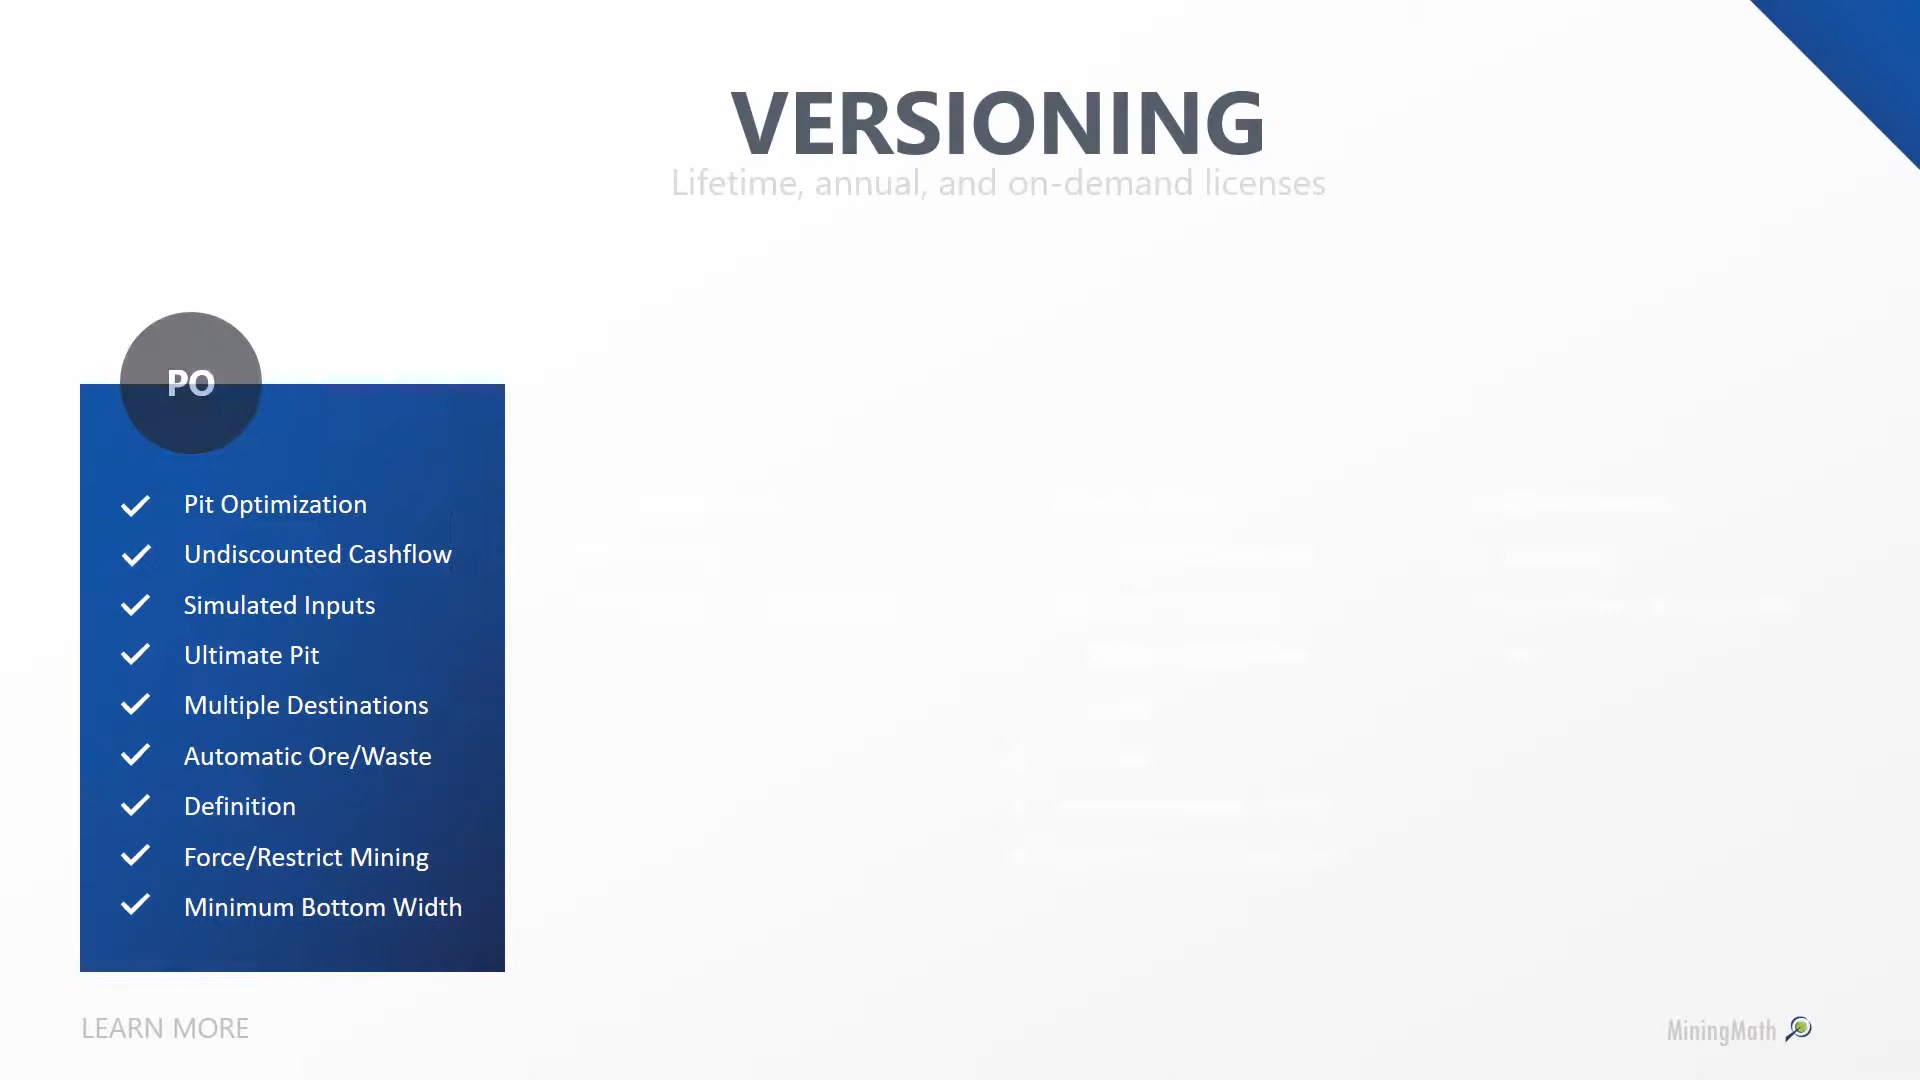 VERSIONING
Lifetime, annual, and on-demand licenses
PO
Pit Optimization
Undiscounted Cashflow
Simulated Inputs
Ultimate Pit
Multiple Destinations
Automatic Ore/Waste
Definition
Force/Restrict Mining
Minimum Bottom Width
LEARN MORE
MiningMath